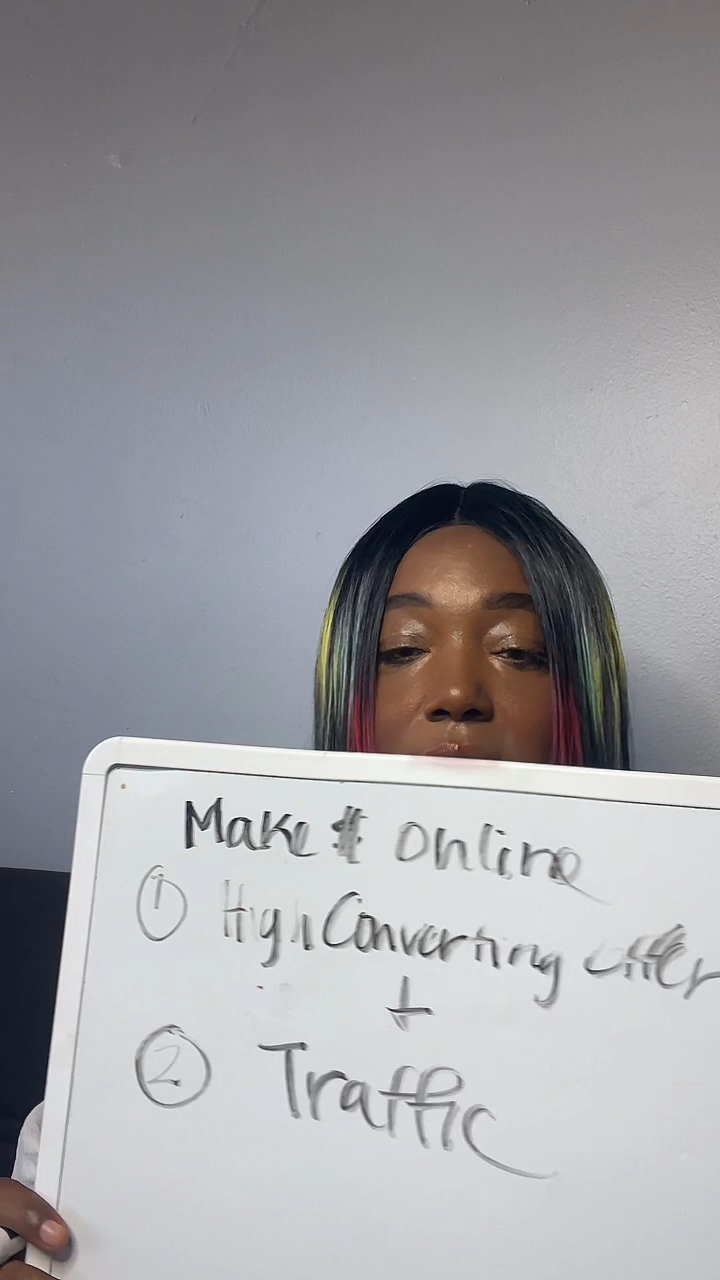 Make $ Online
① High Converting offer
+
② Traffic